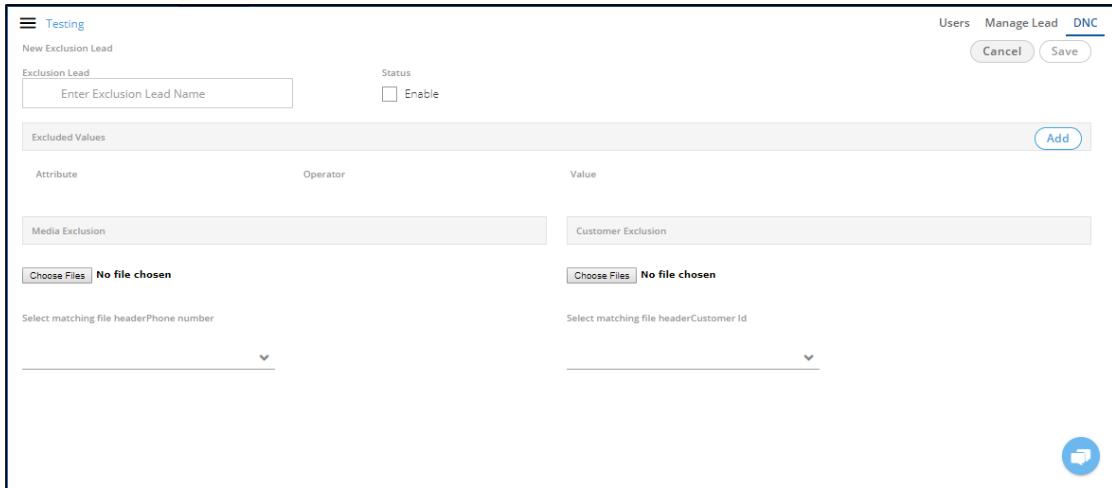 Testing
Users Manage Lead DNC
New Exclusion Lead
Cancel Save
Exclusion Lead Status
Enter Exclusion Lead Name Enable
Excluded Values Add
Attribute Operator Value
Media Exclusion Customer Exclusion
Choose Files No file chosen Choose Files No file chosen
Select matching file headerPhone number Select matching file headerCustomer Id